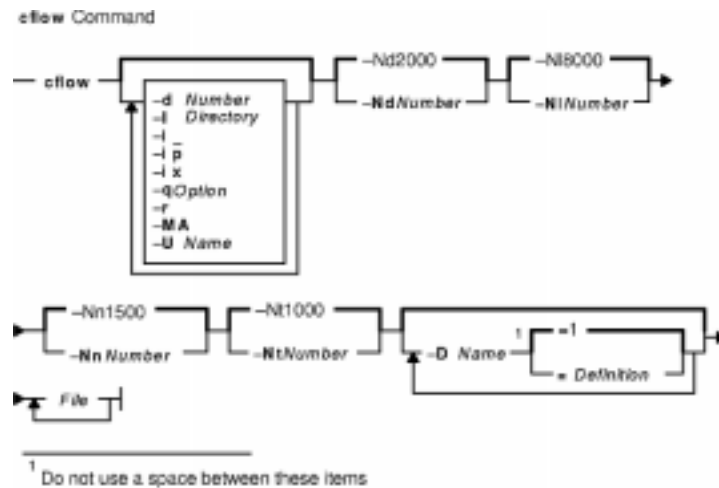 cflow Command
–Nd2000 –Nl8000
cflow
–d Number –NdNumber –NlNumber
–I Directory
–i _
–i p
–i x
–qOption
–r
–MA
–U Name
–Nn1500 –Nt1000
1 =1
–NnNumber –NtNumber –D Name
= Definition
File
1 Do not use a space between these items